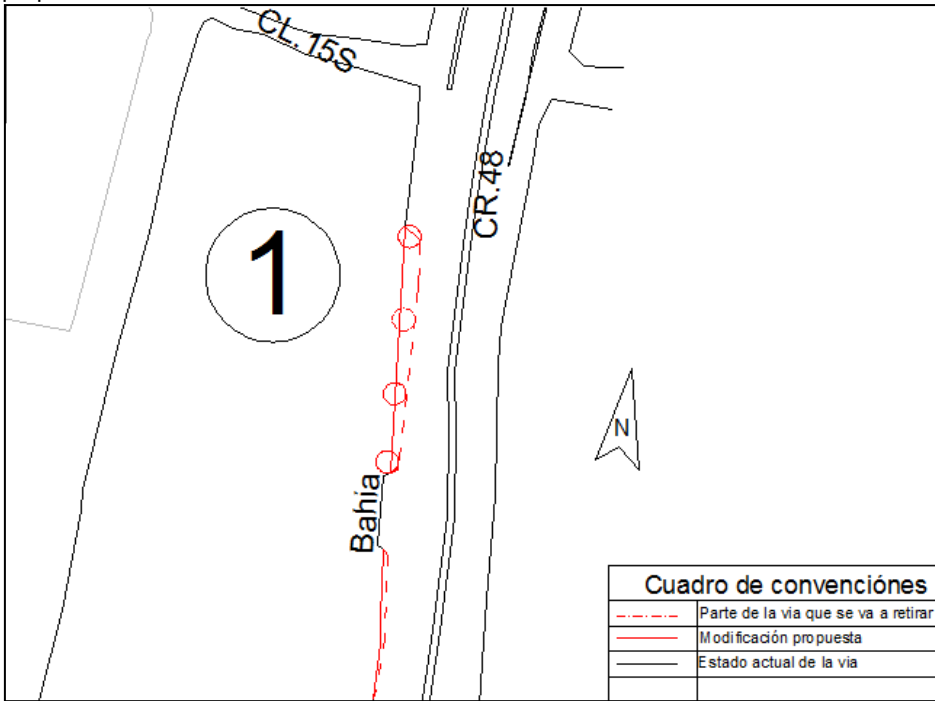 CL. 15S
CR.48
1
N
Bahía
Cuadro de convenciónes
Parte de la via que se va a retirar
Modificación propuesta
Estado actual de la via